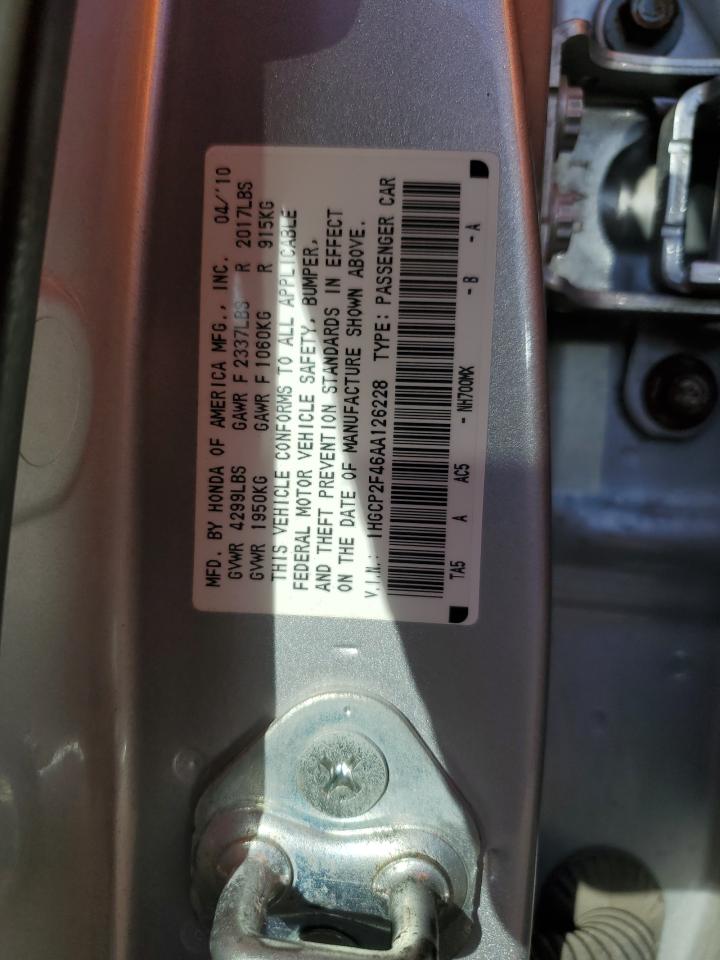 MFD. BY HONDA OF AMERICA MFG., INC. 04/'10
GVWR 4299LBS GAWR F 2337LBS R 2017LBS
GVWR 1950KG GAWR F 1060KG R 915KG
THIS VEHICLE CONFORMS TO ALL APPLICABLE
FEDERAL MOTOR VEHICLE SAFETY, BUMPER,
AND THEFT PREVENTION STANDARDS IN EFFECT
ON THE DATE OF MANUFACTURE SHOWN ABOVE.
V.I.N.: 1HGCP2F46AA126228 TYPE: PASSENGER CAR
TA5 A AC5 - NH700MX - B - A